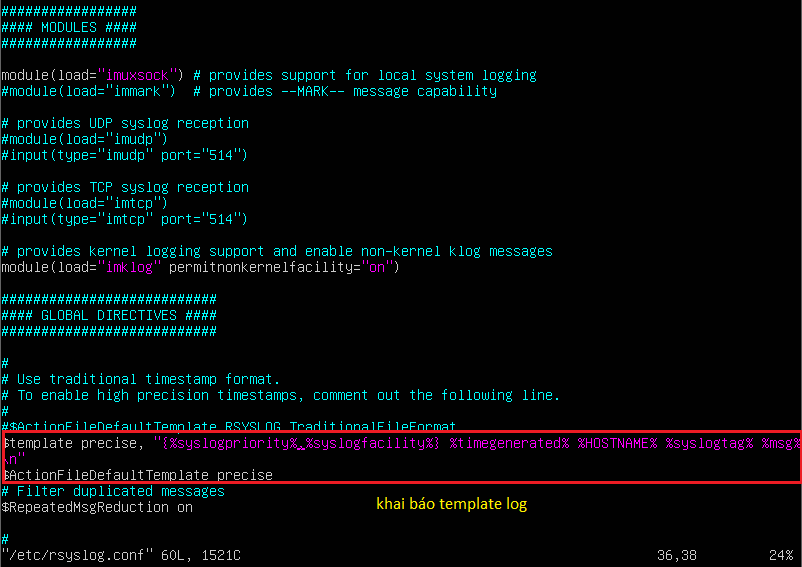 #################
#### MODULES ####
#################
module(load="imuxsock") # provides support for local system logging
#module(load="immark")  # provides --MARK-- message capability
# provides UDP syslog reception
#module(load="imudp")
#input(type="imudp" port="514")
# provides TCP syslog reception
#module(load="imtcp")
#input(type="imtcp" port="514")
# provides kernel logging support and enable non-kernel klog messages
module(load="imklog" permitnonkernelfacility="on")
###########################
#### GLOBAL DIRECTIVES ####
###########################
#
# Use traditional timestamp format.
# To enable high precision timestamps, comment out the following line.
#
#$ActionFileDefaultTemplate RSYSLOG_TraditionalFileFormat
$template precise, "{%syslogpriority%,%syslogfacility%} %timegenerated% %HOSTNAME% %syslogtag% %msg%
\n"
$ActionFileDefaultTemplate precise
# Filter duplicated messages
khai báo template log
$RepeatedMsgReduction on
#
"/etc/rsyslog.conf" 60L, 1521C 36,38 24%